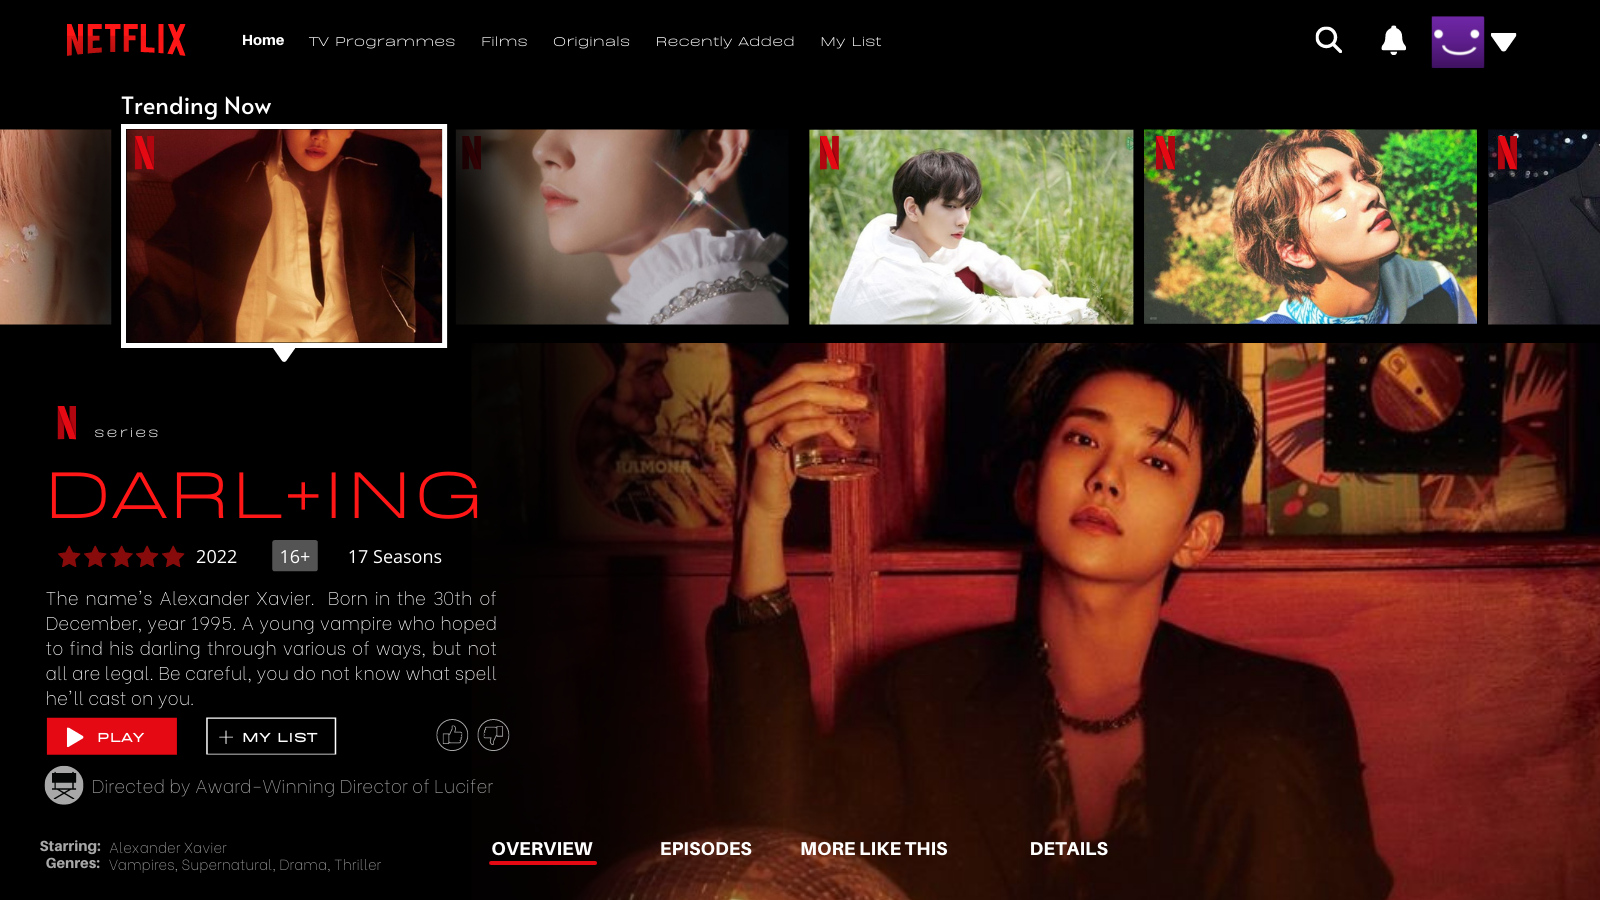 NETFLIX Home TV Programmes Films Originals Recently Added My List
Trending Now
N
N
N
N
N
N series
RAMONA
DARL+ING
2022 16+ 17 Seasons
The name's Alexander Xavier. Born in the 30th of
December, year 1995. A young vampire who hoped
to find his darling through various of ways, but not
all are legal. Be careful, you do not know what spell
he'll cast on you.
PLAY + MY LIST
Directed by Award-Winning Director of Lucifer
Starring: Alexander Xavier
Genres: Vampires, Supernatural, Drama, Thriller
OVERVIEW EPISODES MORE LIKE THIS DETAILS